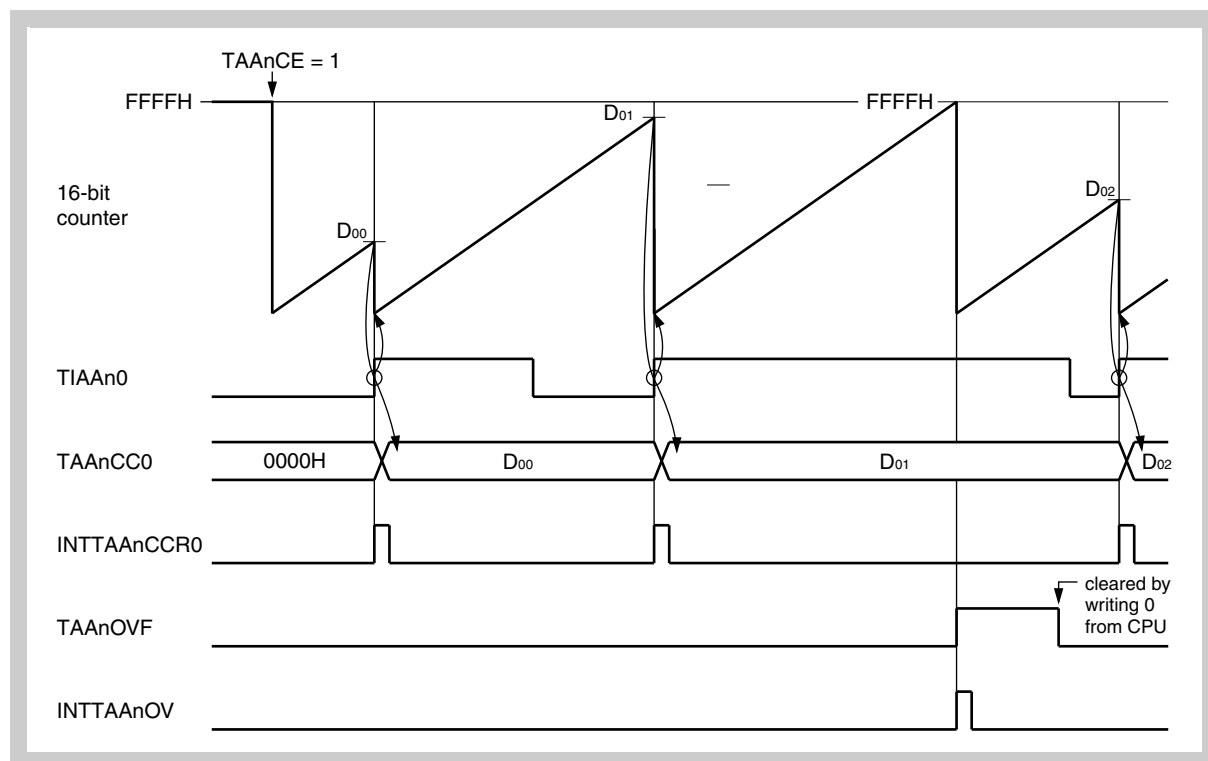 TAAnCE = 1
FFFFH
FFFFH
D01
16-bit
counter
D02
D00
TIAAn0
TAAnCC0
0000H
D00
D01
D02
INTTAAnCCR0
cleared by
writing 0
from CPU
TAAnOVF
INTTAAnOV